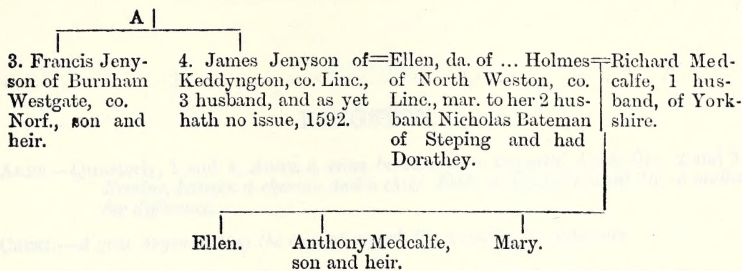 A
3. Francis Jeny-
son of Burnham
Westgate, co.
Norf., son and
heir.
4. James Jenyson of
Keddyngton, co. Linc.,
3 husband, and as yet
hath no issue, 1592.
=Ellen, da. of ... Holmes=
of North Weston, co.
Linc., mar. to her 2 hus-
band Nicholas Bateman
of Steping and had
Dorathey.
Richard Med-
calfe, 1 hus-
band, of York-
shire.
Ellen.
Anthony Medcalfe,
son and heir.
Mary.